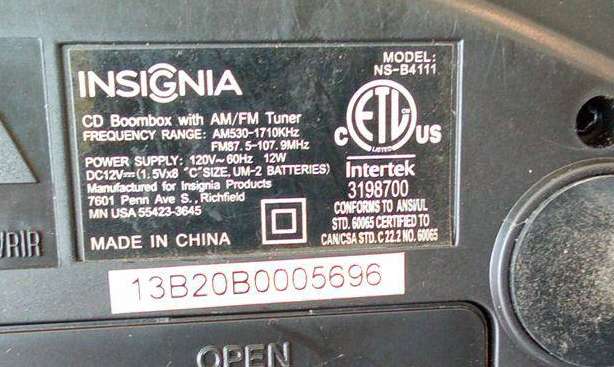 INSIGNIA
MODEL:
NS-B4111
CD Boombox with AM/FM Tuner
FREQUENCY RANGE: AM530-1710KHz
FM87.5-107.9MHz
POWER SUPPLY: 120V~60Hz 12W
DC12V⎓(1.5Vx8 "C"SIZE, UM-2 BATTERIES)
Manufactured for Insignia Products
7601 Penn Ave S., Richfield
MN USA 55423-3645
MADE IN CHINA
C ETL US
LISTED
Intertek
3198700
CONFORMS TO ANSI/UL
STD. 60065 CERTIFIED TO
CAN/CSA STD. C 22.2 NO. 60065
13B20B0005696
OPEN